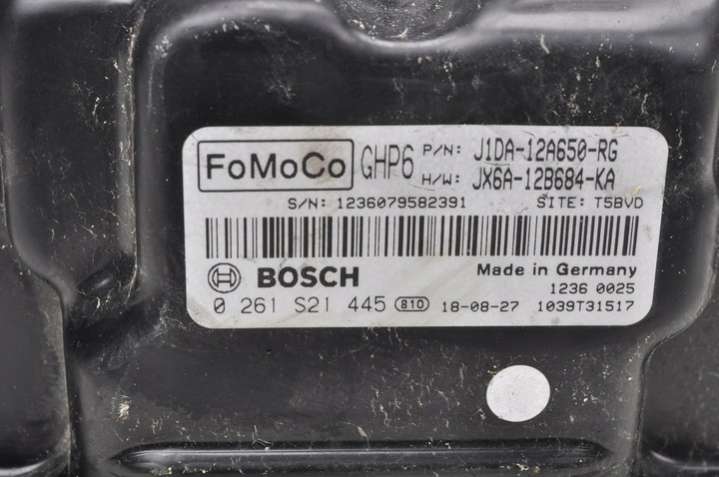 FoMoCo GHP6 P/N: J1DA-12A650-RG
H/W: JX6A-12B684-KA
S/N: 1236079582391 SITE: T5BVD
BOSCH Made in Germany
1236 0025
0 261 S21 445 810 18-08-27 1039T31517